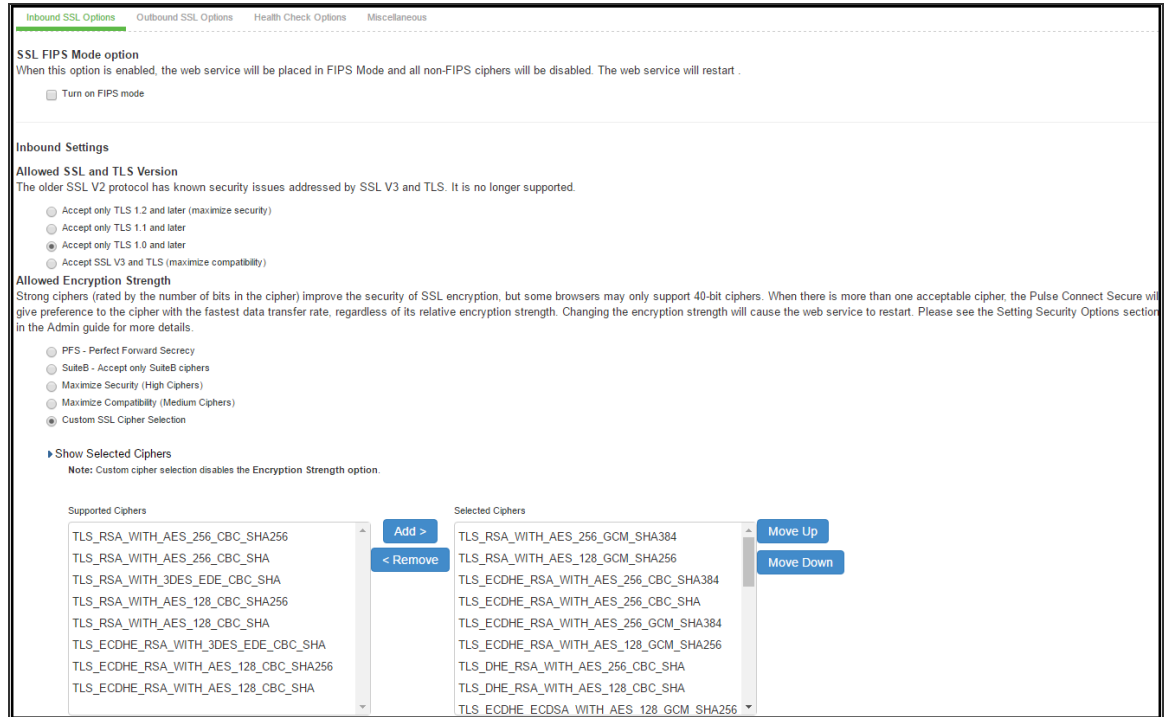 Inbound SSL Options Outbound SSL Options Health Check Options Miscellaneous
SSL FIPS Mode option
When this option is enabled, the web service will be placed in FIPS Mode and all non-FIPS ciphers will be disabled. The web service will restart .
Turn on FIPS mode
Inbound Settings
Allowed SSL and TLS Version
The older SSL V2 protocol has known security issues addressed by SSL V3 and TLS. It is no longer supported.
Accept only TLS 1.2 and later (maximize security)
Accept only TLS 1.1 and later
Accept only TLS 1.0 and later
Accept SSL V3 and TLS (maximize compatibility)
Allowed Encryption Strength
Strong ciphers (rated by the number of bits in the cipher) improve the security of SSL encryption, but some browsers may only support 40-bit ciphers. When there is more than one acceptable cipher, the Pulse Connect Secure will
give preference to the cipher with the fastest data transfer rate, regardless of its relative encryption strength. Changing the encryption strength will cause the web service to restart. Please see the Setting Security Options section
in the Admin guide for more details.
PFS - Perfect Forward Secrecy
SuiteB - Accept only SuiteB ciphers
Maximize Security (High Ciphers)
Maximize Compatibility (Medium Ciphers)
Custom SSL Cipher Selection
Show Selected Ciphers
Note: Custom cipher selection disables the Encryption Strength option.
Supported Ciphers
TLS_RSA_WITH_AES_256_CBC_SHA256
TLS_RSA_WITH_AES_256_CBC_SHA
TLS_RSA_WITH_3DES_EDE_CBC_SHA
TLS_RSA_WITH_AES_128_CBC_SHA256
TLS_RSA_WITH_AES_128_CBC_SHA
TLS_ECDHE_RSA_WITH_3DES_EDE_CBC_SHA
TLS_ECDHE_RSA_WITH_AES_128_CBC_SHA256
TLS_ECDHE_RSA_WITH_AES_128_CBC_SHA
Add >
< Remove
Selected Ciphers
TLS_RSA_WITH_AES_256_GCM_SHA384
TLS_RSA_WITH_AES_128_GCM_SHA256
TLS_ECDHE_RSA_WITH_AES_256_CBC_SHA384
TLS_ECDHE_RSA_WITH_AES_256_CBC_SHA
TLS_ECDHE_RSA_WITH_AES_256_GCM_SHA384
TLS_ECDHE_RSA_WITH_AES_128_GCM_SHA256
TLS_DHE_RSA_WITH_AES_256_CBC_SHA
TLS_DHE_RSA_WITH_AES_128_CBC_SHA
TLS_ECDHE_ECDSA_WITH_AES_128_GCM_SHA256
Move Up
Move Down